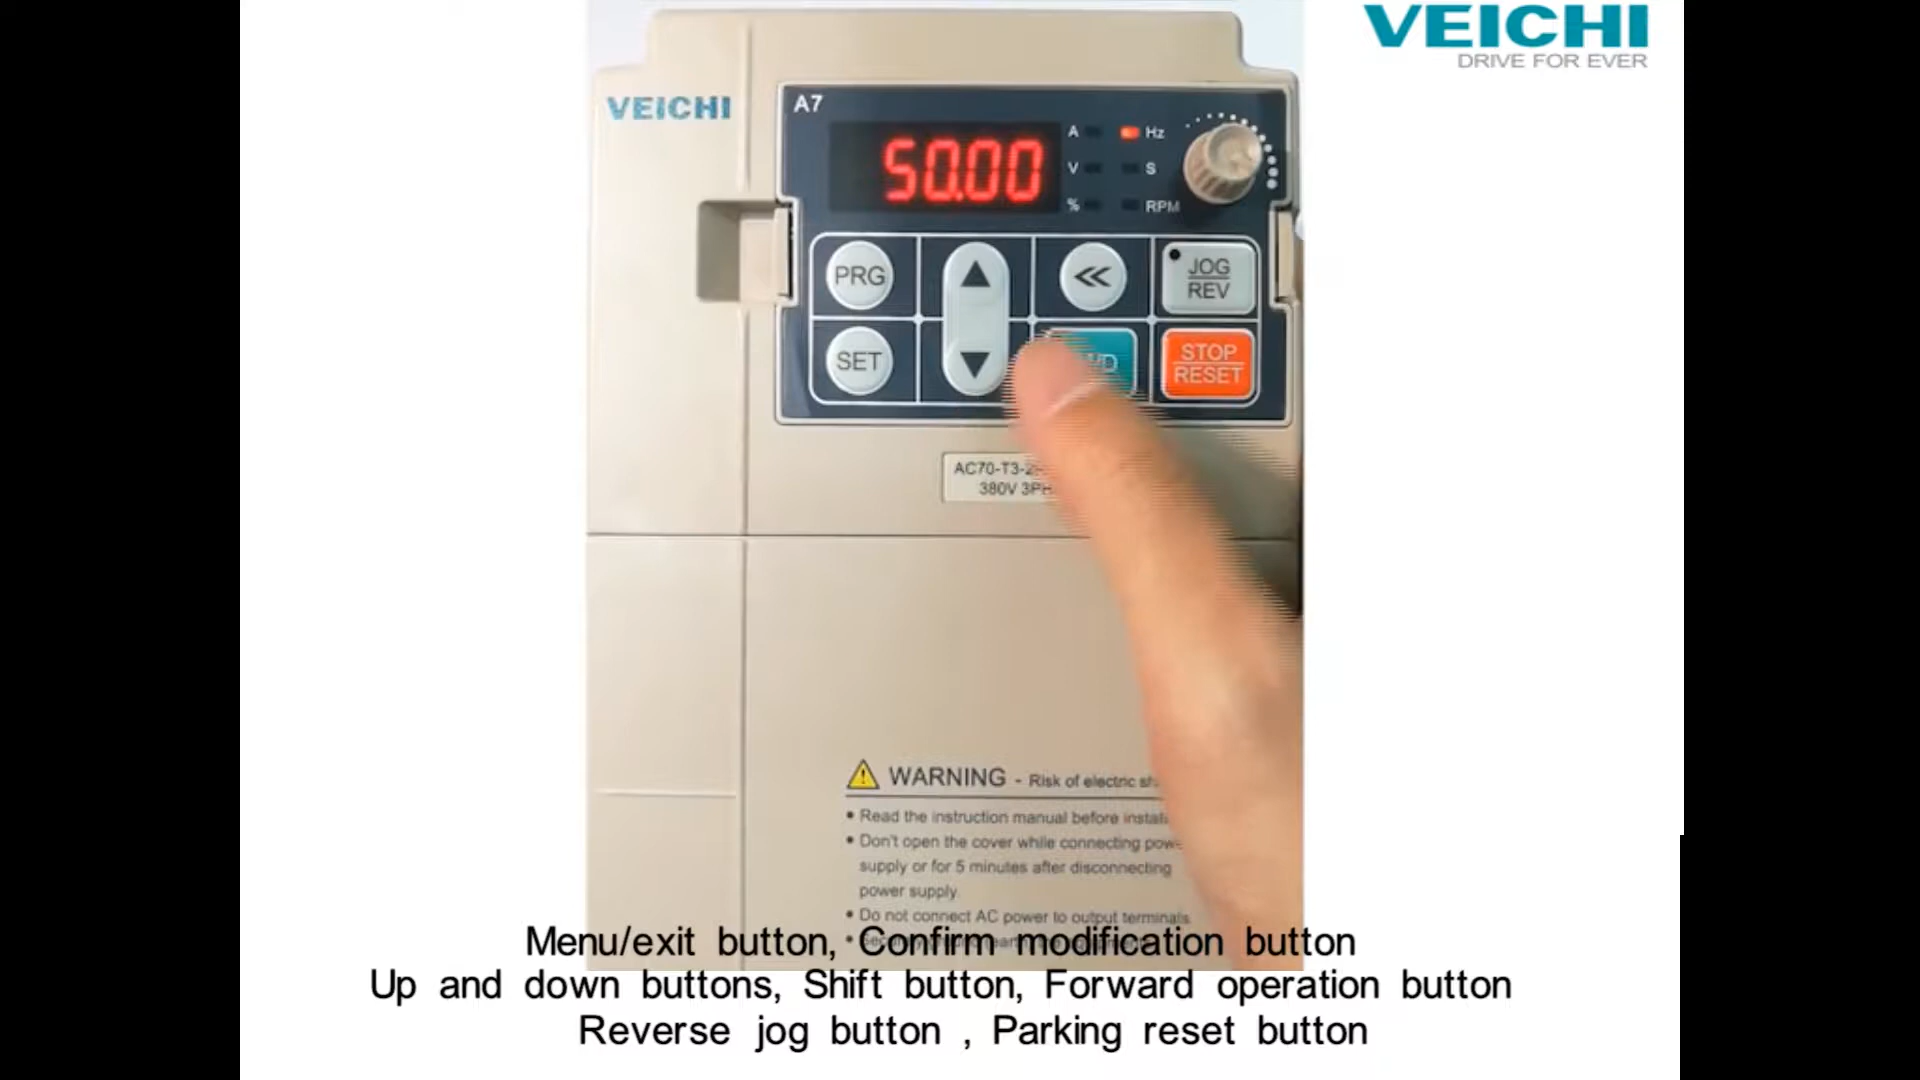 VEICHI
DRIVE FOR EVER
VEICHI
A7
50.00
A
Hz
V
S
%
RPM
PRG
JOG
REV
SET
STOP
RESET
AC70-T3-
380V
WARNING - Risk of electric
Read the instruction manual before
Don't open the cover while connecting
supply or for 5 minutes after disconnecting
power supply.
Do not connect AC power to output terminals
Menu/exit button, Confirm modification button
Up and down buttons, Shift button, Forward operation button
Reverse jog button , Parking reset button